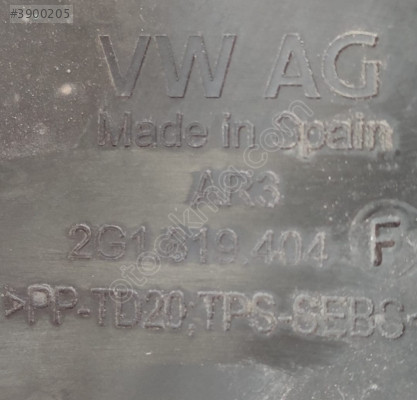 #3900205
VW AG
Made in Spain
AR3
2G1.819.404 F
>PP-TD20;TPS-SEBS<